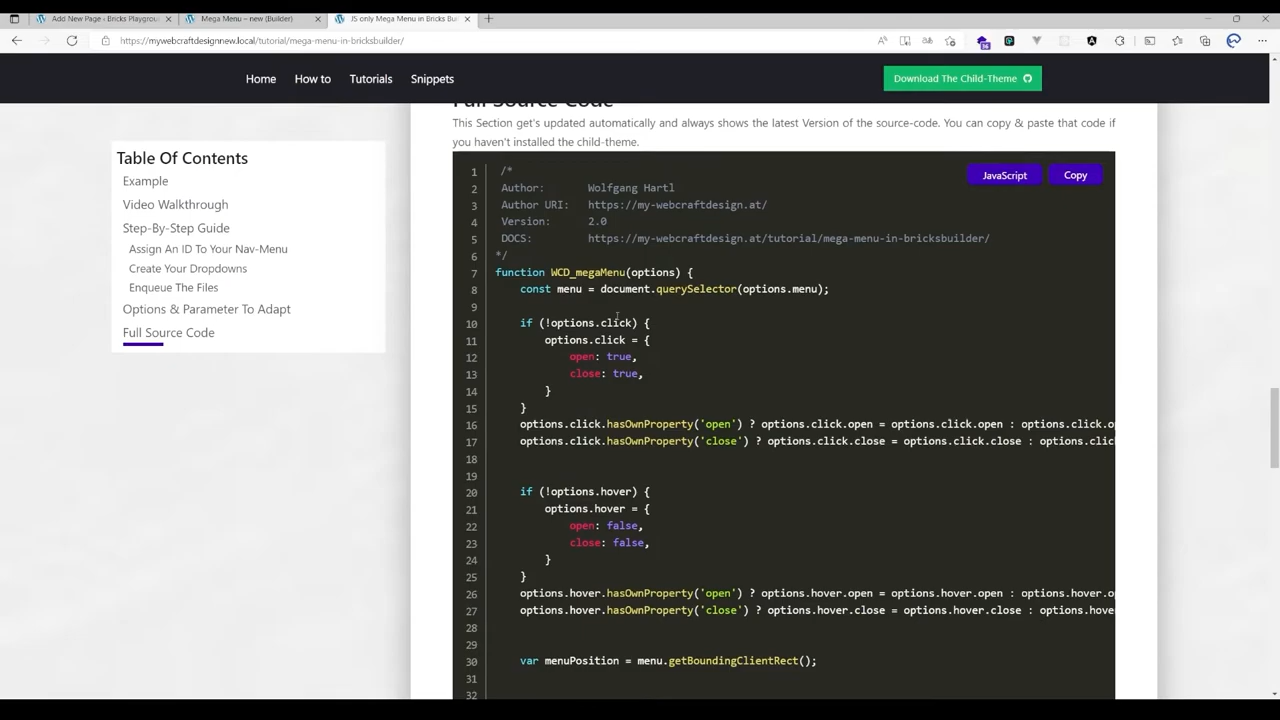 Add New Page ‹ Bricks Playgrou
Mega Menu – new (Builder)
JS only Mega Menu in Bricks Bui
https://mywebcraftdesignnew.local/tutorial/mega-menu-in-bricksbuilder/
Home How to Tutorials Snippets
Download The Child-Theme
Full Source Code
This Section get's updated automatically and always shows the latest Version of the source-code. You can copy & paste that code if
you haven't installed the child-theme.
Table Of Contents
Example
Video Walkthrough
Step-By-Step Guide
Assign An ID To Your Nav-Menu
Create Your Dropdowns
Enqueue The Files
Options & Parameter To Adapt
Full Source Code
JavaScript Copy
1 /*
2 Author: Wolfgang Hartl
3 Author URI: https://my-webcraftdesign.at/
4 Version: 2.0
5 DOCS: https://my-webcraftdesign.at/tutorial/mega-menu-in-bricksbuilder/
6 */
7 function WCD_megaMenu(options) {
8 const menu = document.querySelector(options.menu);
9
10 if (!options.click) {
11 options.click = {
12 open: true,
13 close: true,
14 }
15 }
16 options.click.hasOwnProperty('open') ? options.click.open = options.click.open : options.click.o
17 options.click.hasOwnProperty('close') ? options.click.close = options.click.close : options.clic
18
19
20 if (!options.hover) {
21 options.hover = {
22 open: false,
23 close: false,
24 }
25 }
26 options.hover.hasOwnProperty('open') ? options.hover.open = options.hover.open : options.hover.o
27 options.hover.hasOwnProperty('close') ? options.hover.close = options.hover.close : options.hove
28
29
30 var menuPosition = menu.getBoundingClientRect();
31
32